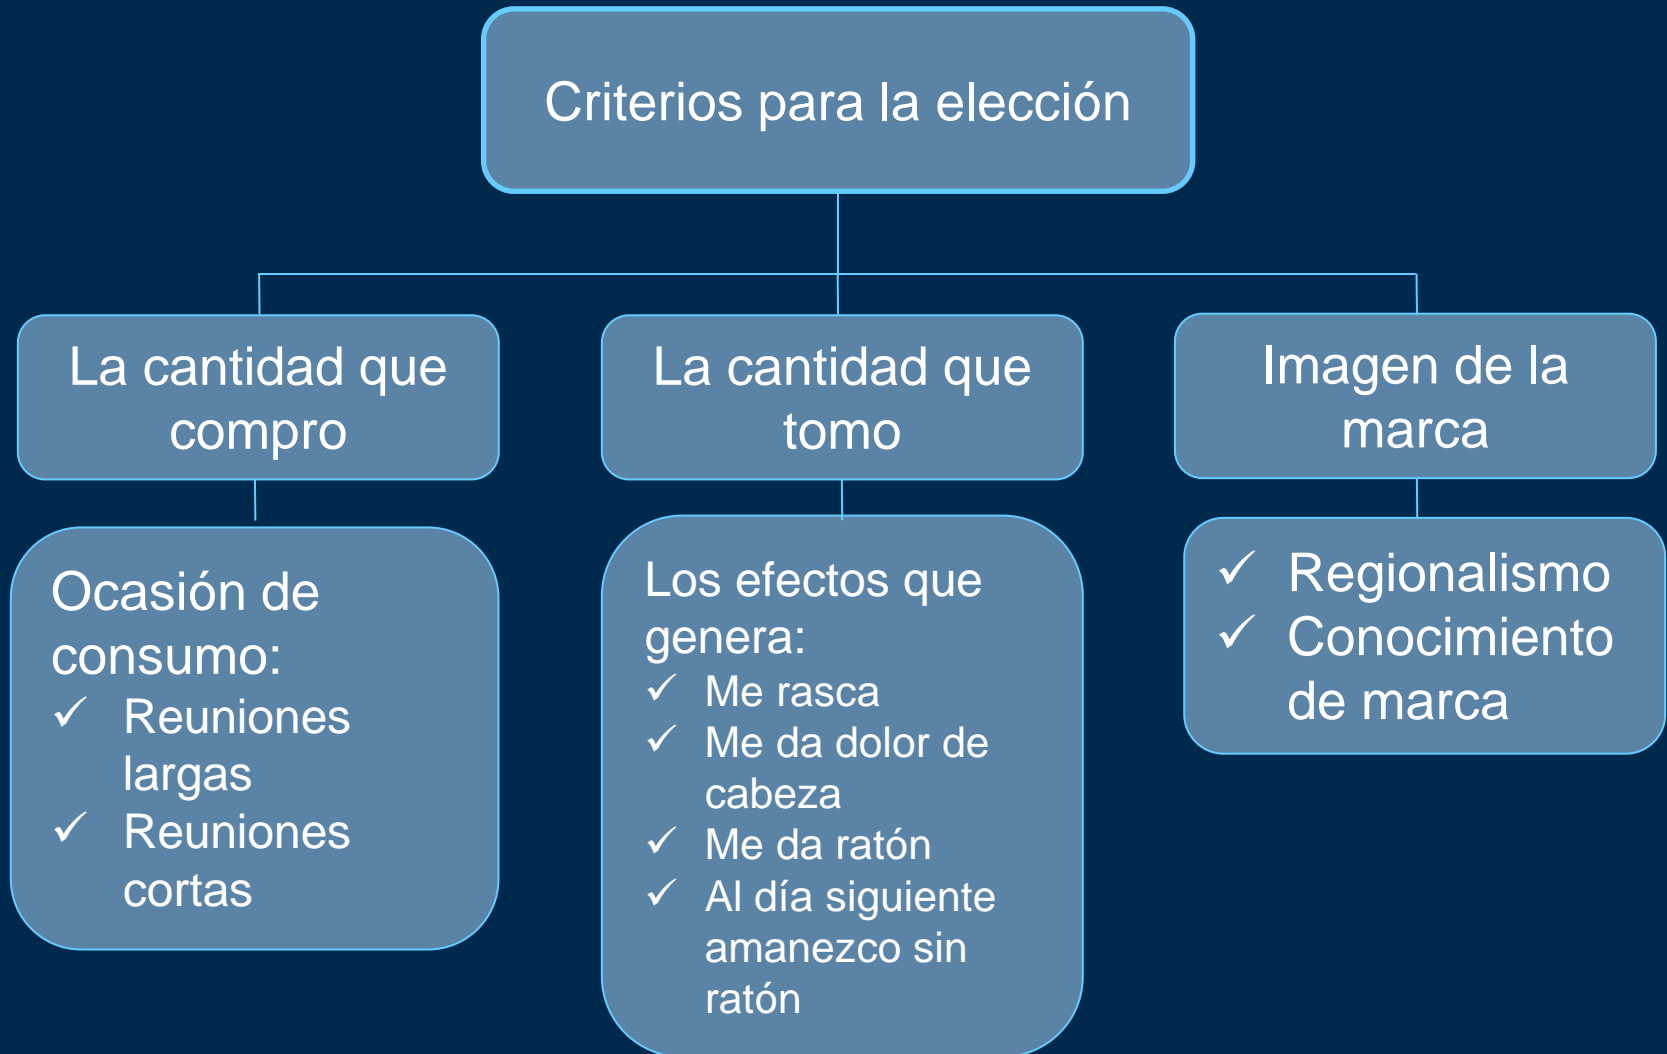 Criterios para la elección
La cantidad que
compro
Ocasión de
consumo:
✓ Reuniones
largas
✓ Reuniones
cortas
La cantidad que
tomo
Los efectos que
genera:
✓ Me rasca
✓ Me da dolor de
cabeza
✓ Me da ratón
✓ Al día siguiente
amanezco sin
ratón
Imagen de la
marca
✓ Regionalismo
✓ Conocimiento
de marca